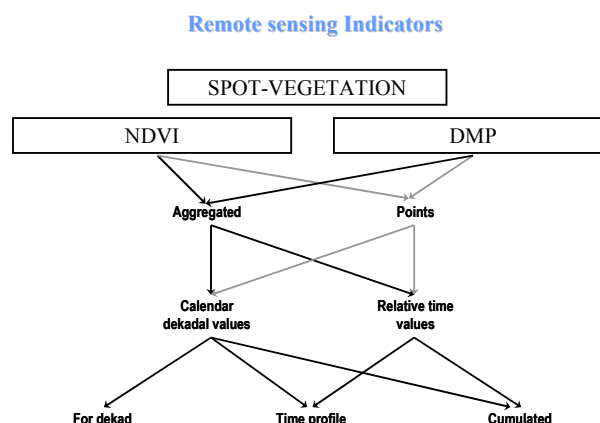 Remote sensing Indicators
SPOT-VEGETATION
NDVI
DMP
Aggregated
Points
Calendar
dekadal values
Relative time
values
For dekad
Time profile
Cumulated